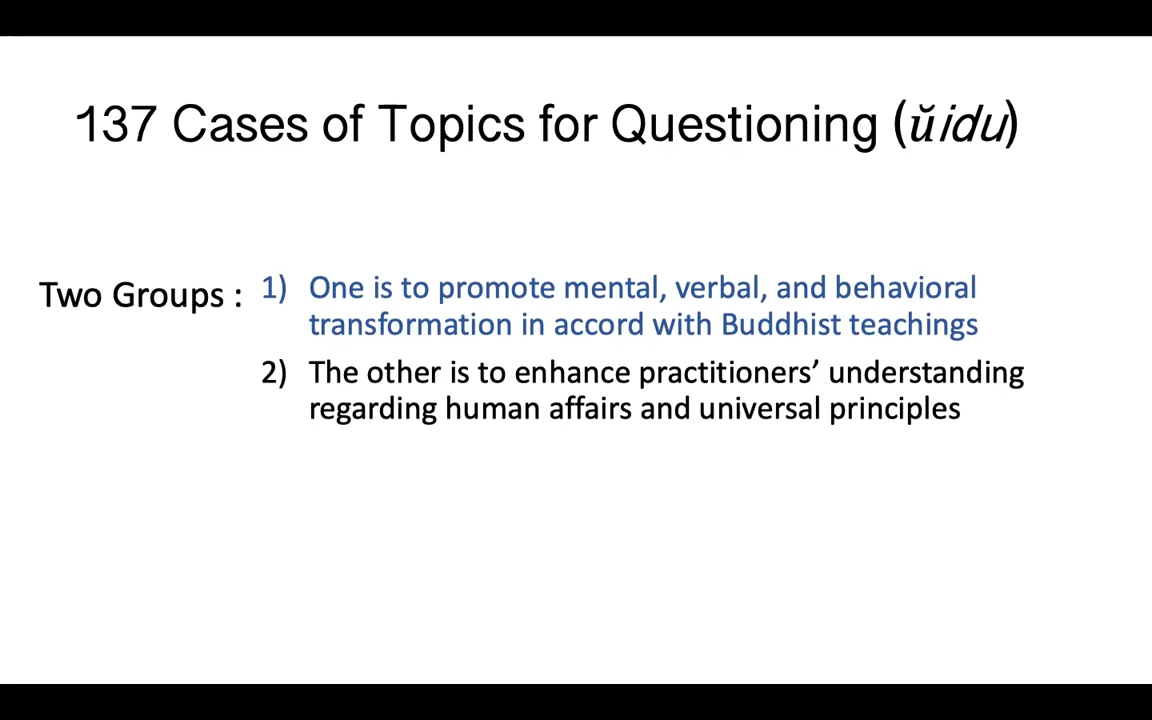 137 Cases of Topics for Questioning (ŭidu)
Two Groups :
1) One is to promote mental, verbal, and behavioral
transformation in accord with Buddhist teachings
2) The other is to enhance practitioners’ understanding
regarding human affairs and universal principles